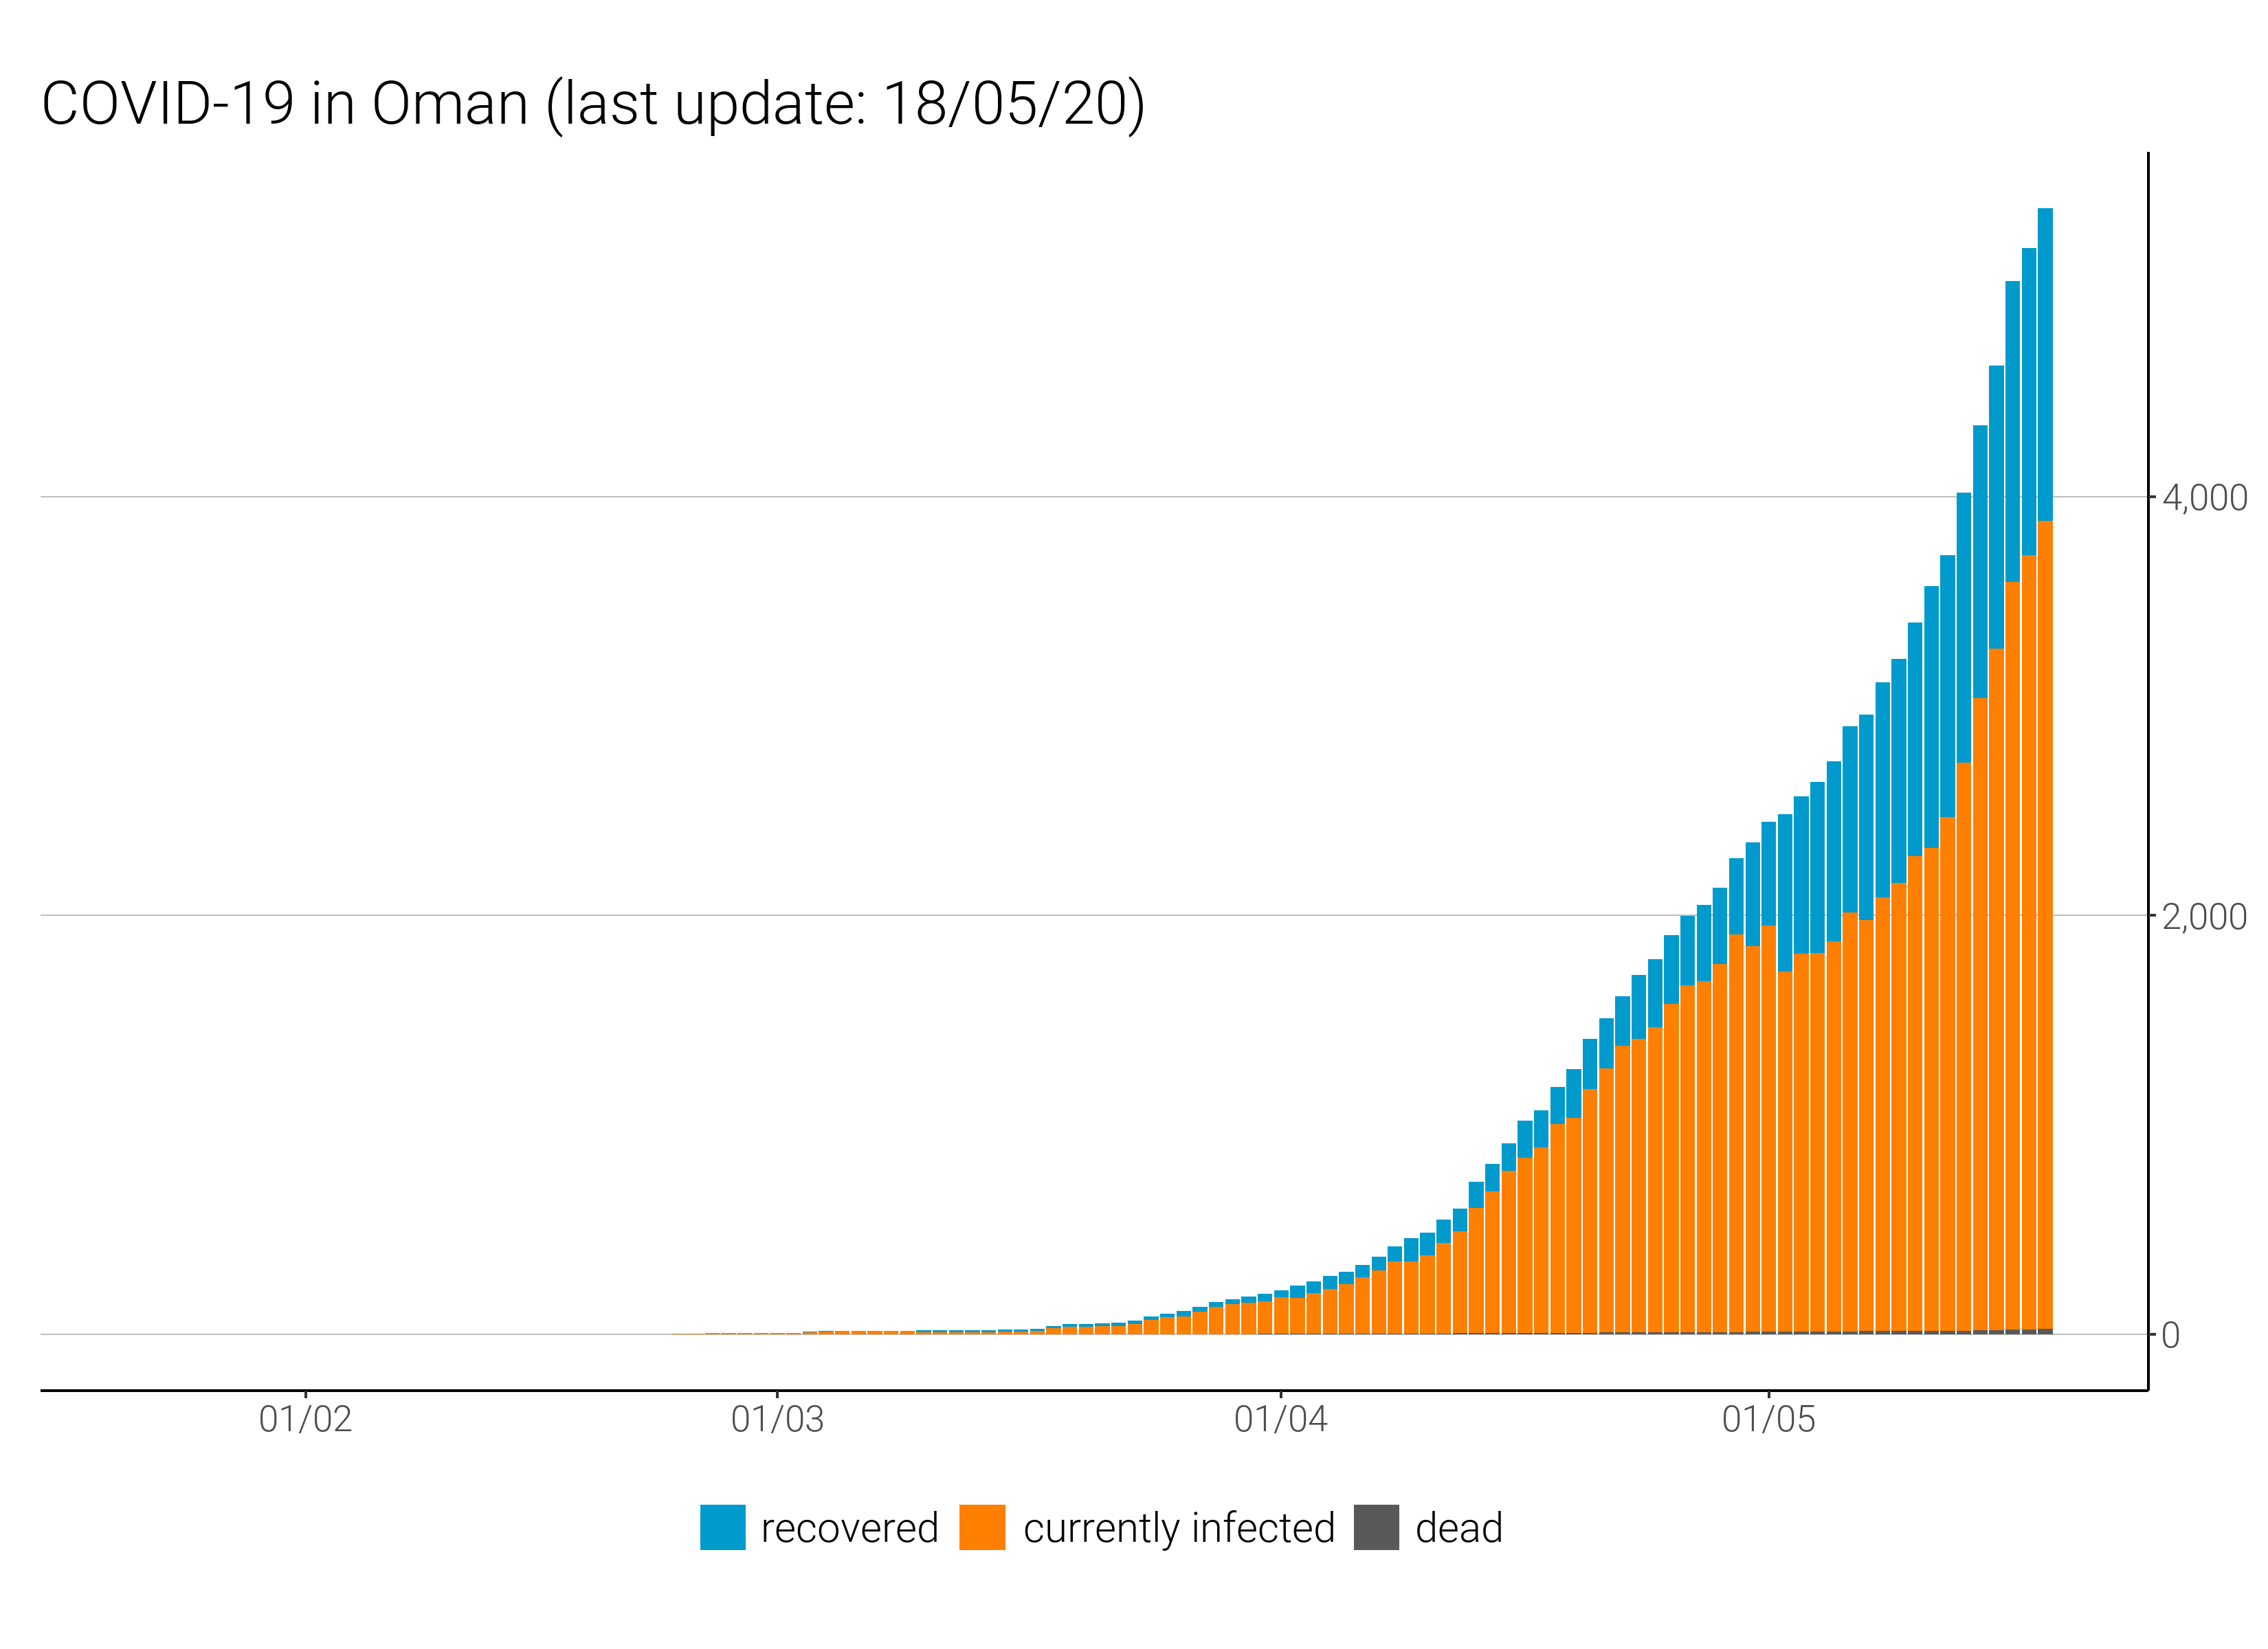 COVID-19 in Oman (last update: 18/05/20)
4,000
2,000
0
01/02 01/03 01/04 01/05
recovered currently infected dead